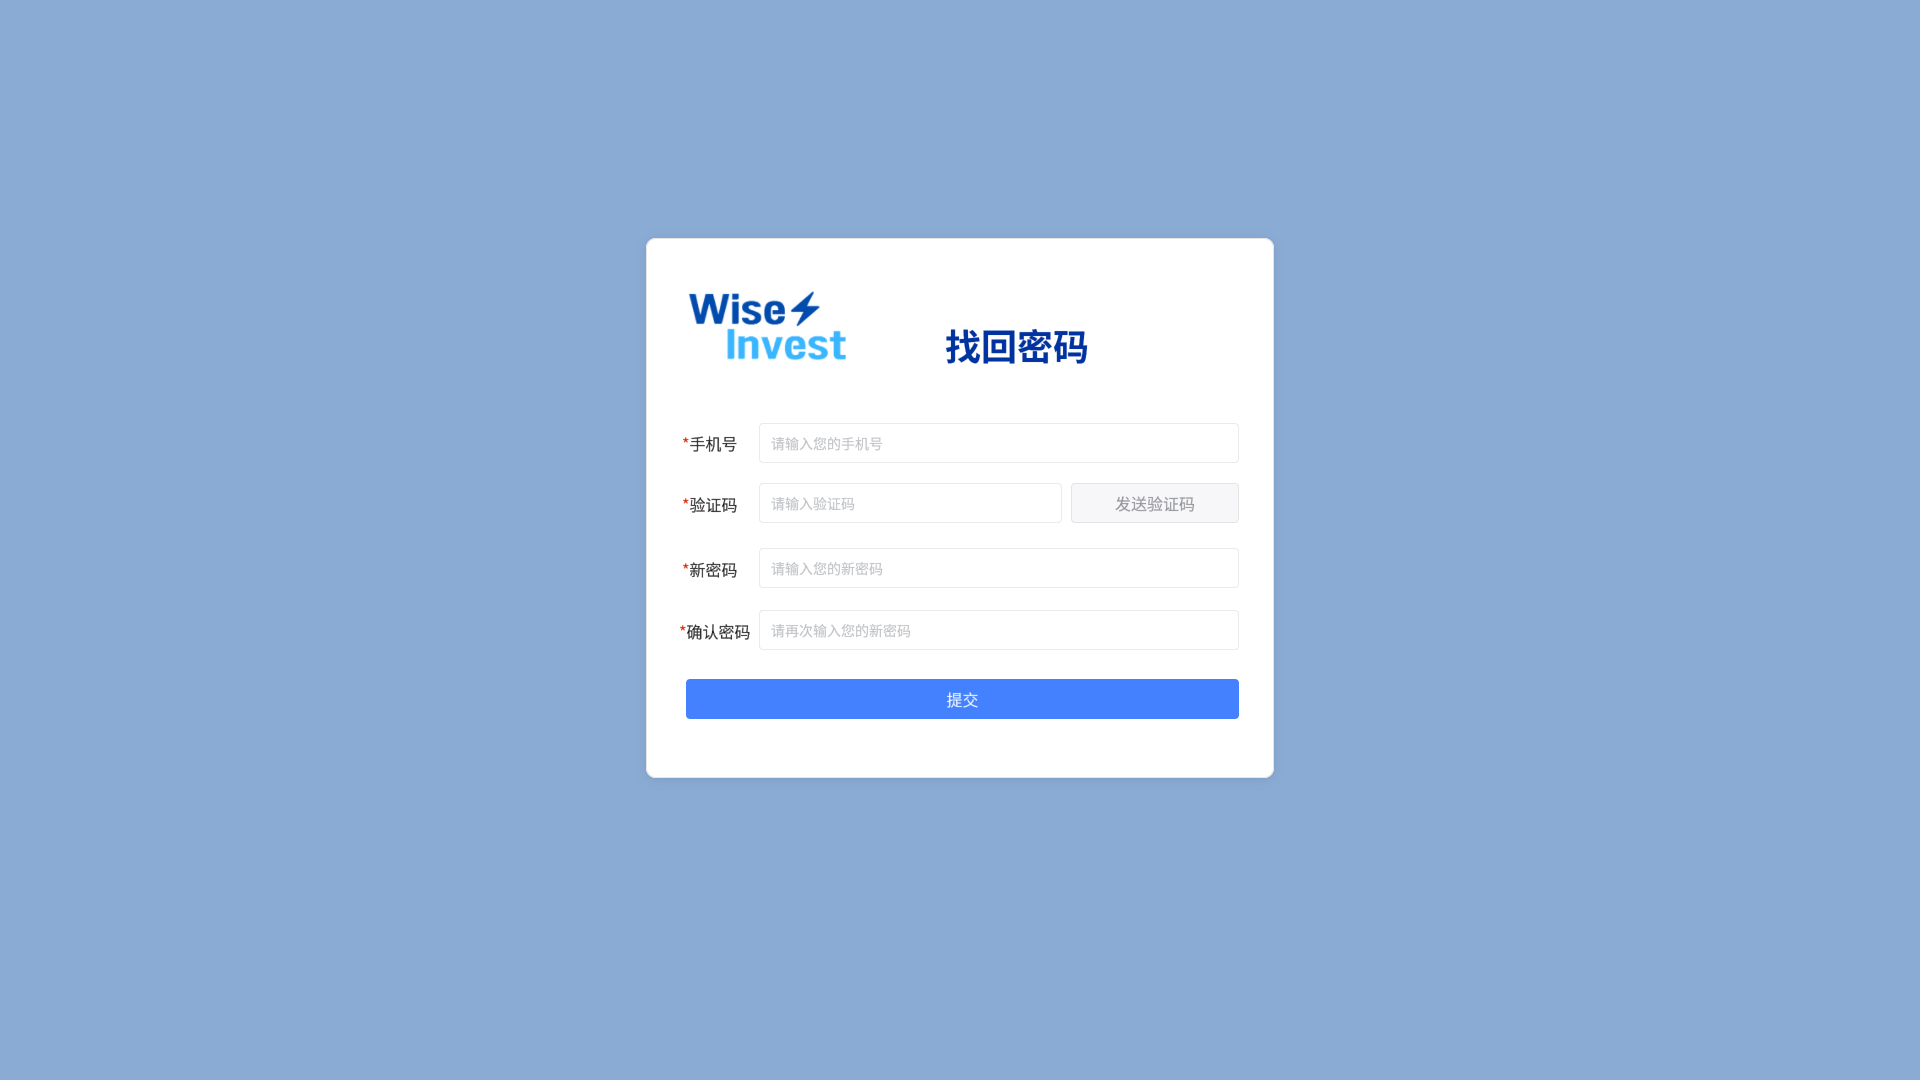 Wise
Invest
找回密码
*手机号 请输入您的手机号
*验证码 请输入验证码 发送验证码
*新密码 请输入您的新密码
*确认密码 请再次输入您的新密码
提交